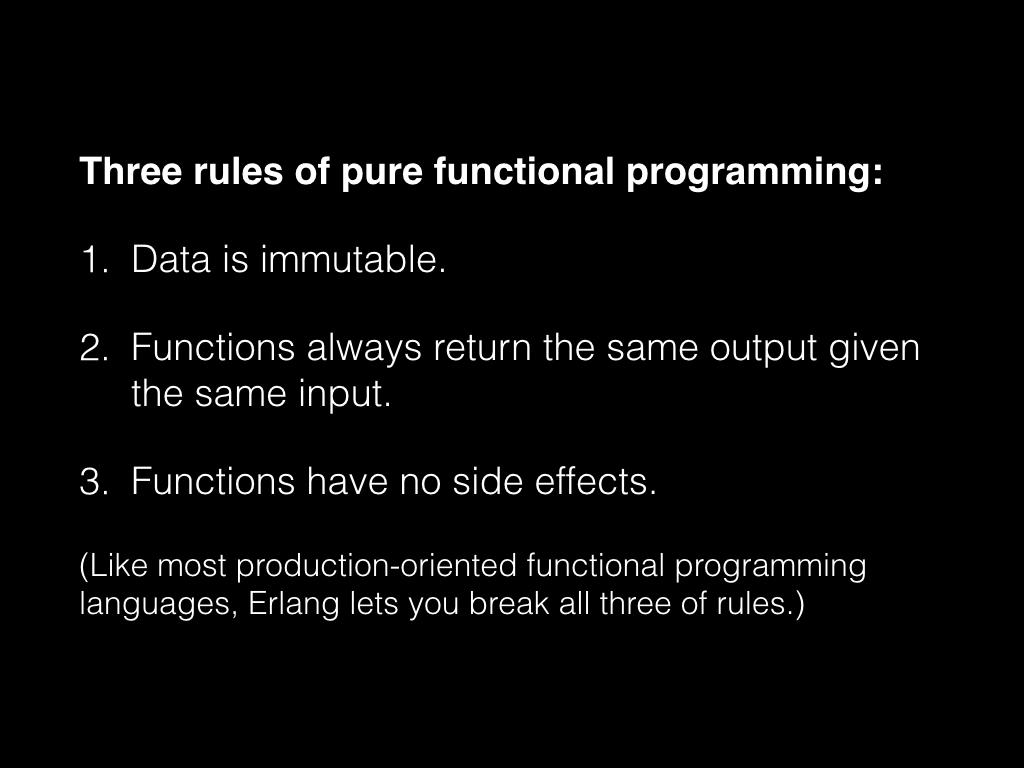 Three rules of pure functional programming:
1. Data is immutable.
2. Functions always return the same output given
the same input.
3. Functions have no side effects.
(Like most production-oriented functional programming
languages, Erlang lets you break all three of rules.)